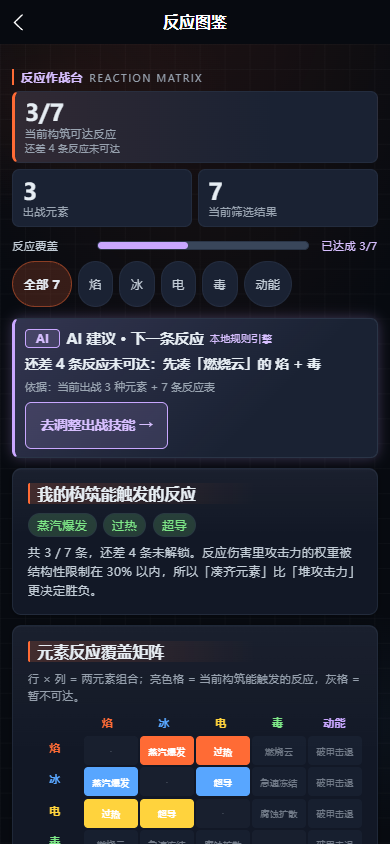 反应图鉴
反应作战台 REACTION MATRIX
3/7
当前构筑可达反应
还差 4 条反应未可达
3
出战元素
7
当前筛选结果
反应覆盖 已达成 3/7
全部 7 焰 冰 电 毒 动能
AI AI 建议 · 下一条反应 本地规则引擎
还差 4 条反应未可达：先凑「燃烧云」的 焰 + 毒
依据：当前出战 3 种元素 + 7 条反应表
去调整出战技能 →
我的构筑能触发的反应
蒸汽爆发 过热 超导
共 3 / 7 条，还差 4 条未解锁。反应伤害里攻击力的权重被
结构性限制在 30% 以内，所以「凑齐元素」比「堆攻击力」
更决定胜负。
元素反应覆盖矩阵
行 × 列 = 两元素组合；亮色格 = 当前构筑能触发的反应，灰格 =
暂不可达。
焰 冰 电 毒 动能
焰 · 蒸汽爆发 过热 燃烧云 破甲击退
冰 蒸汽爆发 · 超导 急速冻结 破甲击退
电 过热 超导 · 腐蚀扩散 破甲击退
毒 燃烧云 急速冻结 腐蚀扩散